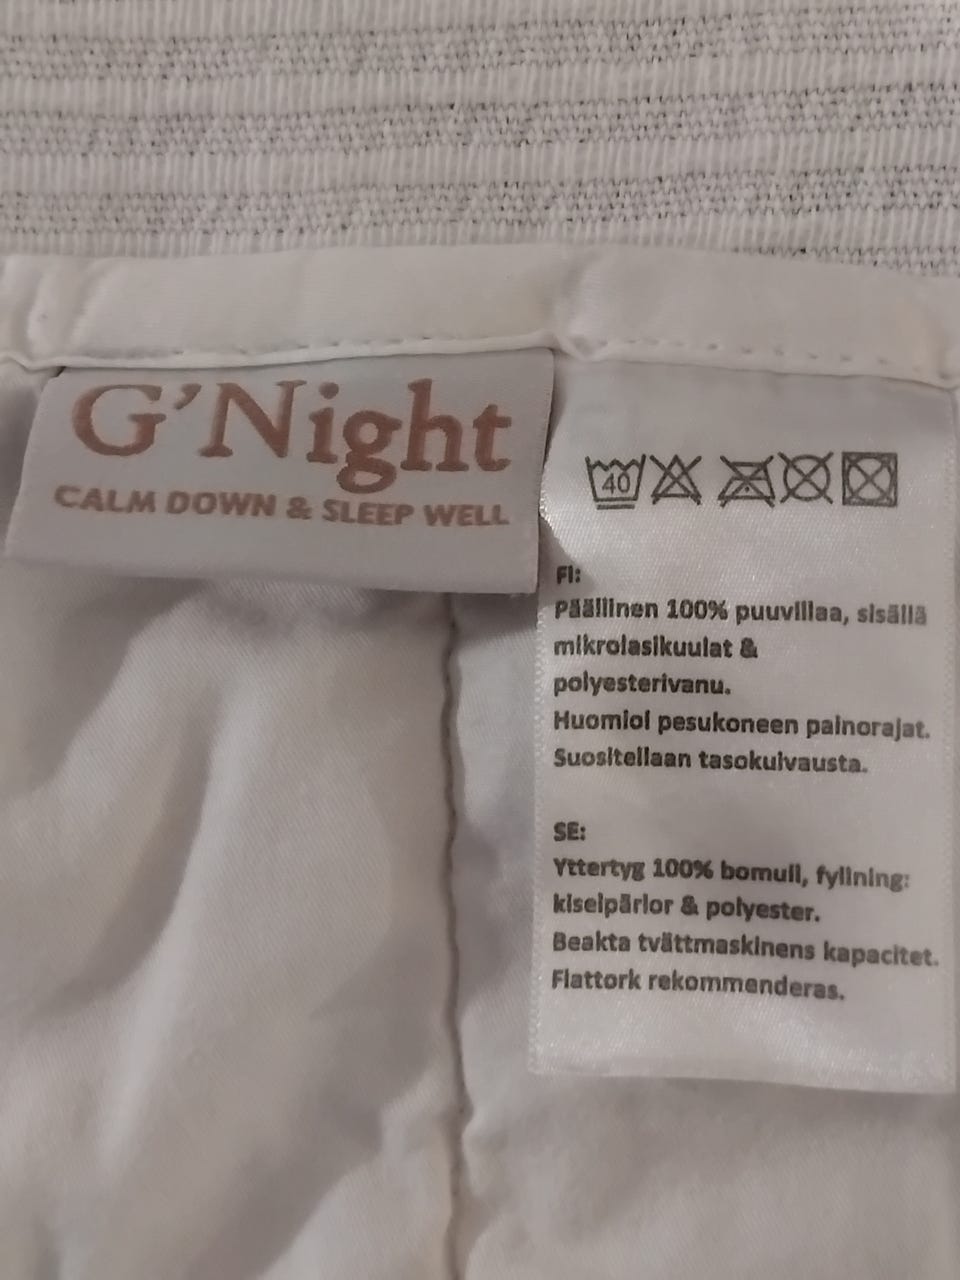 G'Night
CALM DOWN & SLEEP WELL
40
FI:
Päällinen 100% puuvillaa, sisällä
mikrolasikuulat &
polyesterivanu.
Huomioi pesukoneen painorajat.
Suositellaan tasokuivausta.
SE:
Yttertyg 100% bomull, fyllning:
kiselpärlor & polyester.
Beakta tvättmaskinens kapacitet.
Flattork rekommenderas.